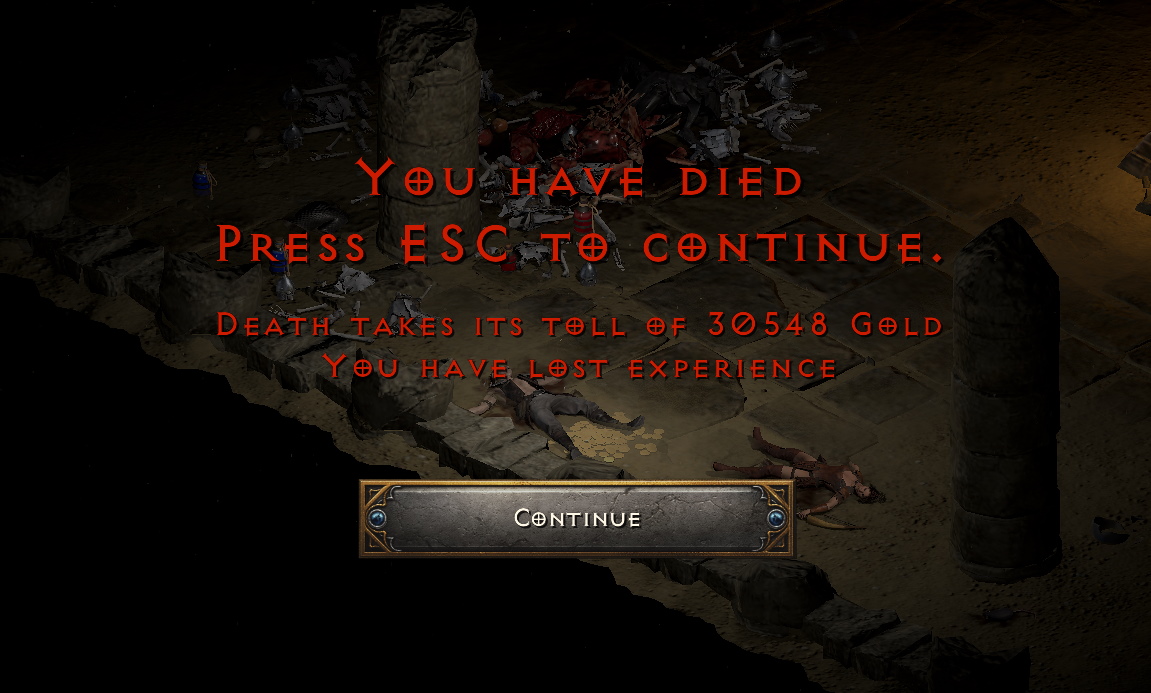 You have died
Press ESC to continue.
Death takes its toll of 30548 Gold
You have lost experience
Continue